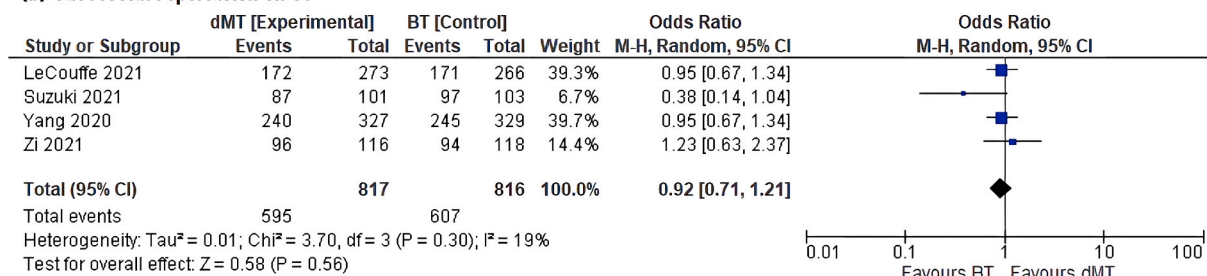 dMT [Experimental] BT [Control] Odds Ratio Odds Ratio
Study or Subgroup Events Total Events Total Weight M-H, Random, 95% CI M-H, Random, 95% CI
LeCouffe 2021 172 273 171 266 39.3% 0.95 [0.67, 1.34]
Suzuki 2021 87 101 97 103 6.7% 0.38 [0.14, 1.04]
Yang 2020 240 327 245 329 39.7% 0.95 [0.67, 1.34]
Zi 2021 96 116 94 118 14.4% 1.23 [0.63, 2.37]
Total (95% CI) 817 816 100.0% 0.92 [0.71, 1.21]
Total events 595 607
Heterogeneity: Tau² = 0.01; Chi² = 3.70, df = 3 (P = 0.30); I² = 19%
Test for overall effect: Z = 0.58 (P = 0.56)
0.01 0.1 1 10 100
Favours BT Favours dMT